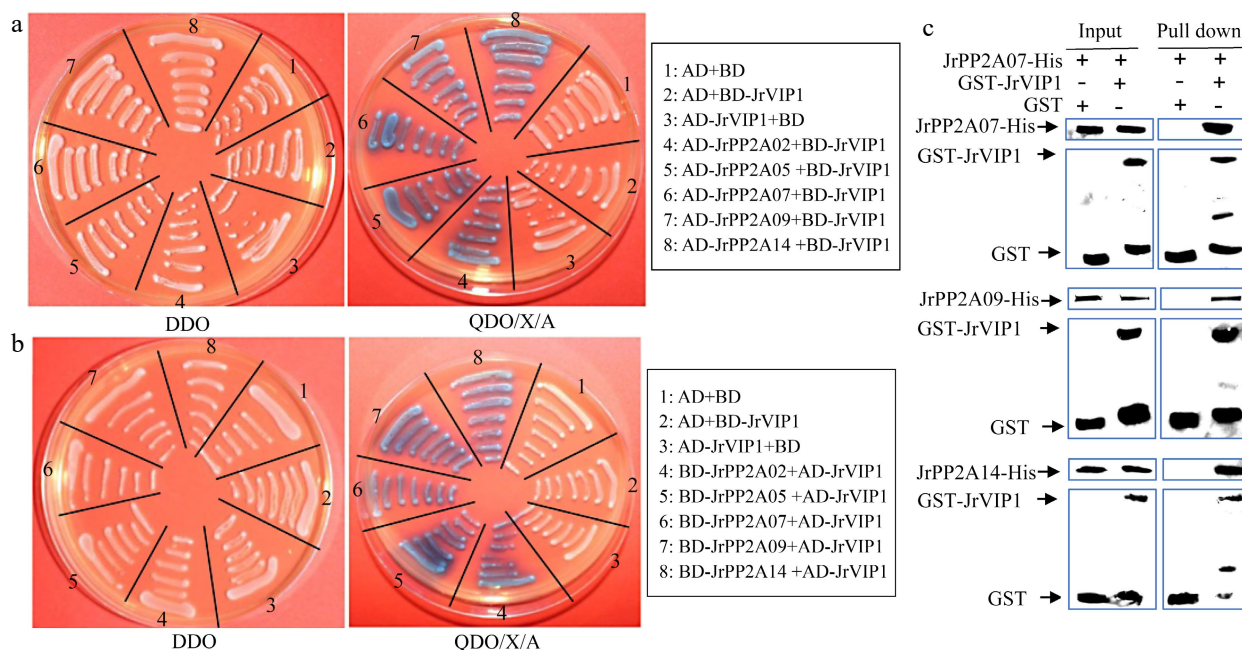 a
8
7
1
6
2
5
3
4
DDO
8
7
1
6
2
5
3
4
QDO/X/A
1: AD+BD
2: AD+BD-JrVIP1
3: AD-JrVIP1+BD
4: AD-JrPP2A02+BD-JrVIP1
5: AD-JrPP2A05 +BD-JrVIP1
6: AD-JrPP2A07+BD-JrVIP1
7: AD-JrPP2A09+BD-JrVIP1
8: AD-JrPP2A14 +BD-JrVIP1
b
8
7
1
6
2
5
3
4
DDO
8
7
1
6
2
5
3
4
QDO/X/A
1: AD+BD
2: AD+BD-JrVIP1
3: AD-JrVIP1+BD
4: BD-JrPP2A02+AD-JrVIP1
5: BD-JrPP2A05 +AD-JrVIP1
6: BD-JrPP2A07+AD-JrVIP1
7: BD-JrPP2A09+AD-JrVIP1
8: BD-JrPP2A14 +AD-JrVIP1
c
Input Pull down
JrPP2A07-His + + + +
GST-JrVIP1 - + - +
GST + - + -
JrPP2A07-His
GST-JrVIP1
GST
JrPP2A09-His
GST-JrVIP1
GST
JrPP2A14-His
GST-JrVIP1
GST